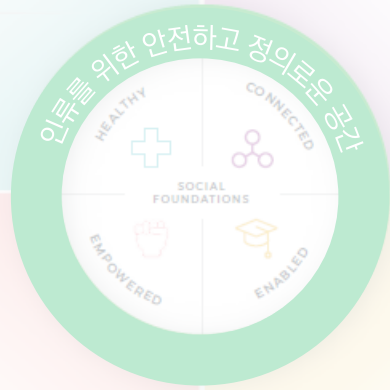 인류를 위한 안전하고 정의로운 공간
HEALTHY
CONNECTED
SOCIAL
FOUNDATIONS
EMPOWERED
ENABLED